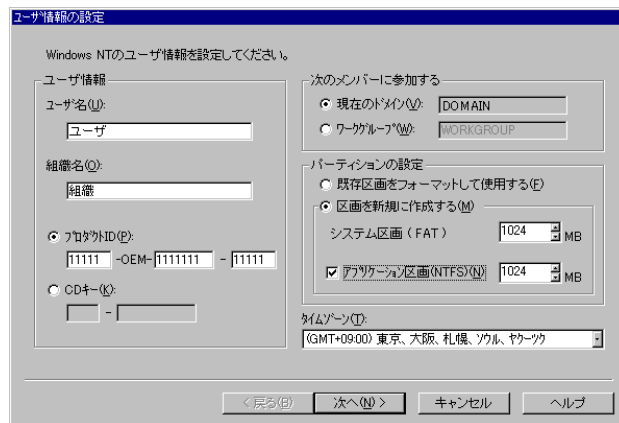 ユーザ情報の設定
Windows NTのユーザ情報を設定してください。
ユーザ情報
ユーザ名(U):
ユーザ
組織名(O):
組織
プロダクトID(P):
11111 -OEM- 1111111 - 11111
CDキー(K):
-
次のメンバーに参加する
現在のドメイン(V): DOMAIN
ワークグループ(W): WORKGROUP
パーティションの設定
既存区画をフォーマットして使用する(F)
区画を新規に作成する(M)
システム区画(FAT) 1024 MB
アプリケーション区画(NTFS)(N) 1024 MB
タイムゾーン(T):
(GMT+09:00) 東京、大阪、札幌、ソウル、ヤクーツク
< 戻る(B) 次へ(N) > キャンセル ヘルプ